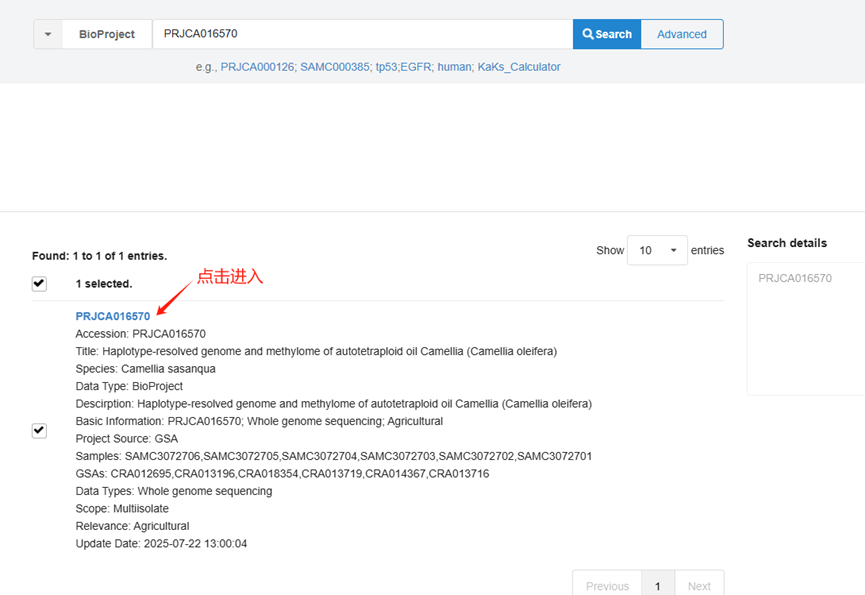 BioProject PRJCA016570 Search Advanced
e.g., PRJCA000126; SAMC000385; tp53;EGFR; human; KaKs_Calculator
Show 10 entries
Found: 1 to 1 of 1 entries.
1 selected.
点击进入
PRJCA016570
Accession: PRJCA016570
Title: Haplotype-resolved genome and methylome of autotetraploid oil Camellia (Camellia oleifera)
Species: Camellia sasanqua
Data Type: BioProject
Descirption: Haplotype-resolved genome and methylome of autotetraploid oil Camellia (Camellia oleifera)
Basic Information: PRJCA016570; Whole genome sequencing; Agricultural
Project Source: GSA
Samples: SAMC3072706,SAMC3072705,SAMC3072704,SAMC3072703,SAMC3072702,SAMC3072701
GSAs: CRA012695,CRA013196,CRA018354,CRA013719,CRA014367,CRA013716
Data Types: Whole genome sequencing
Scope: Multiisolate
Relevance: Agricultural
Update Date: 2025-07-22 13:00:04
Previous 1 Next
Search details
PRJCA016570